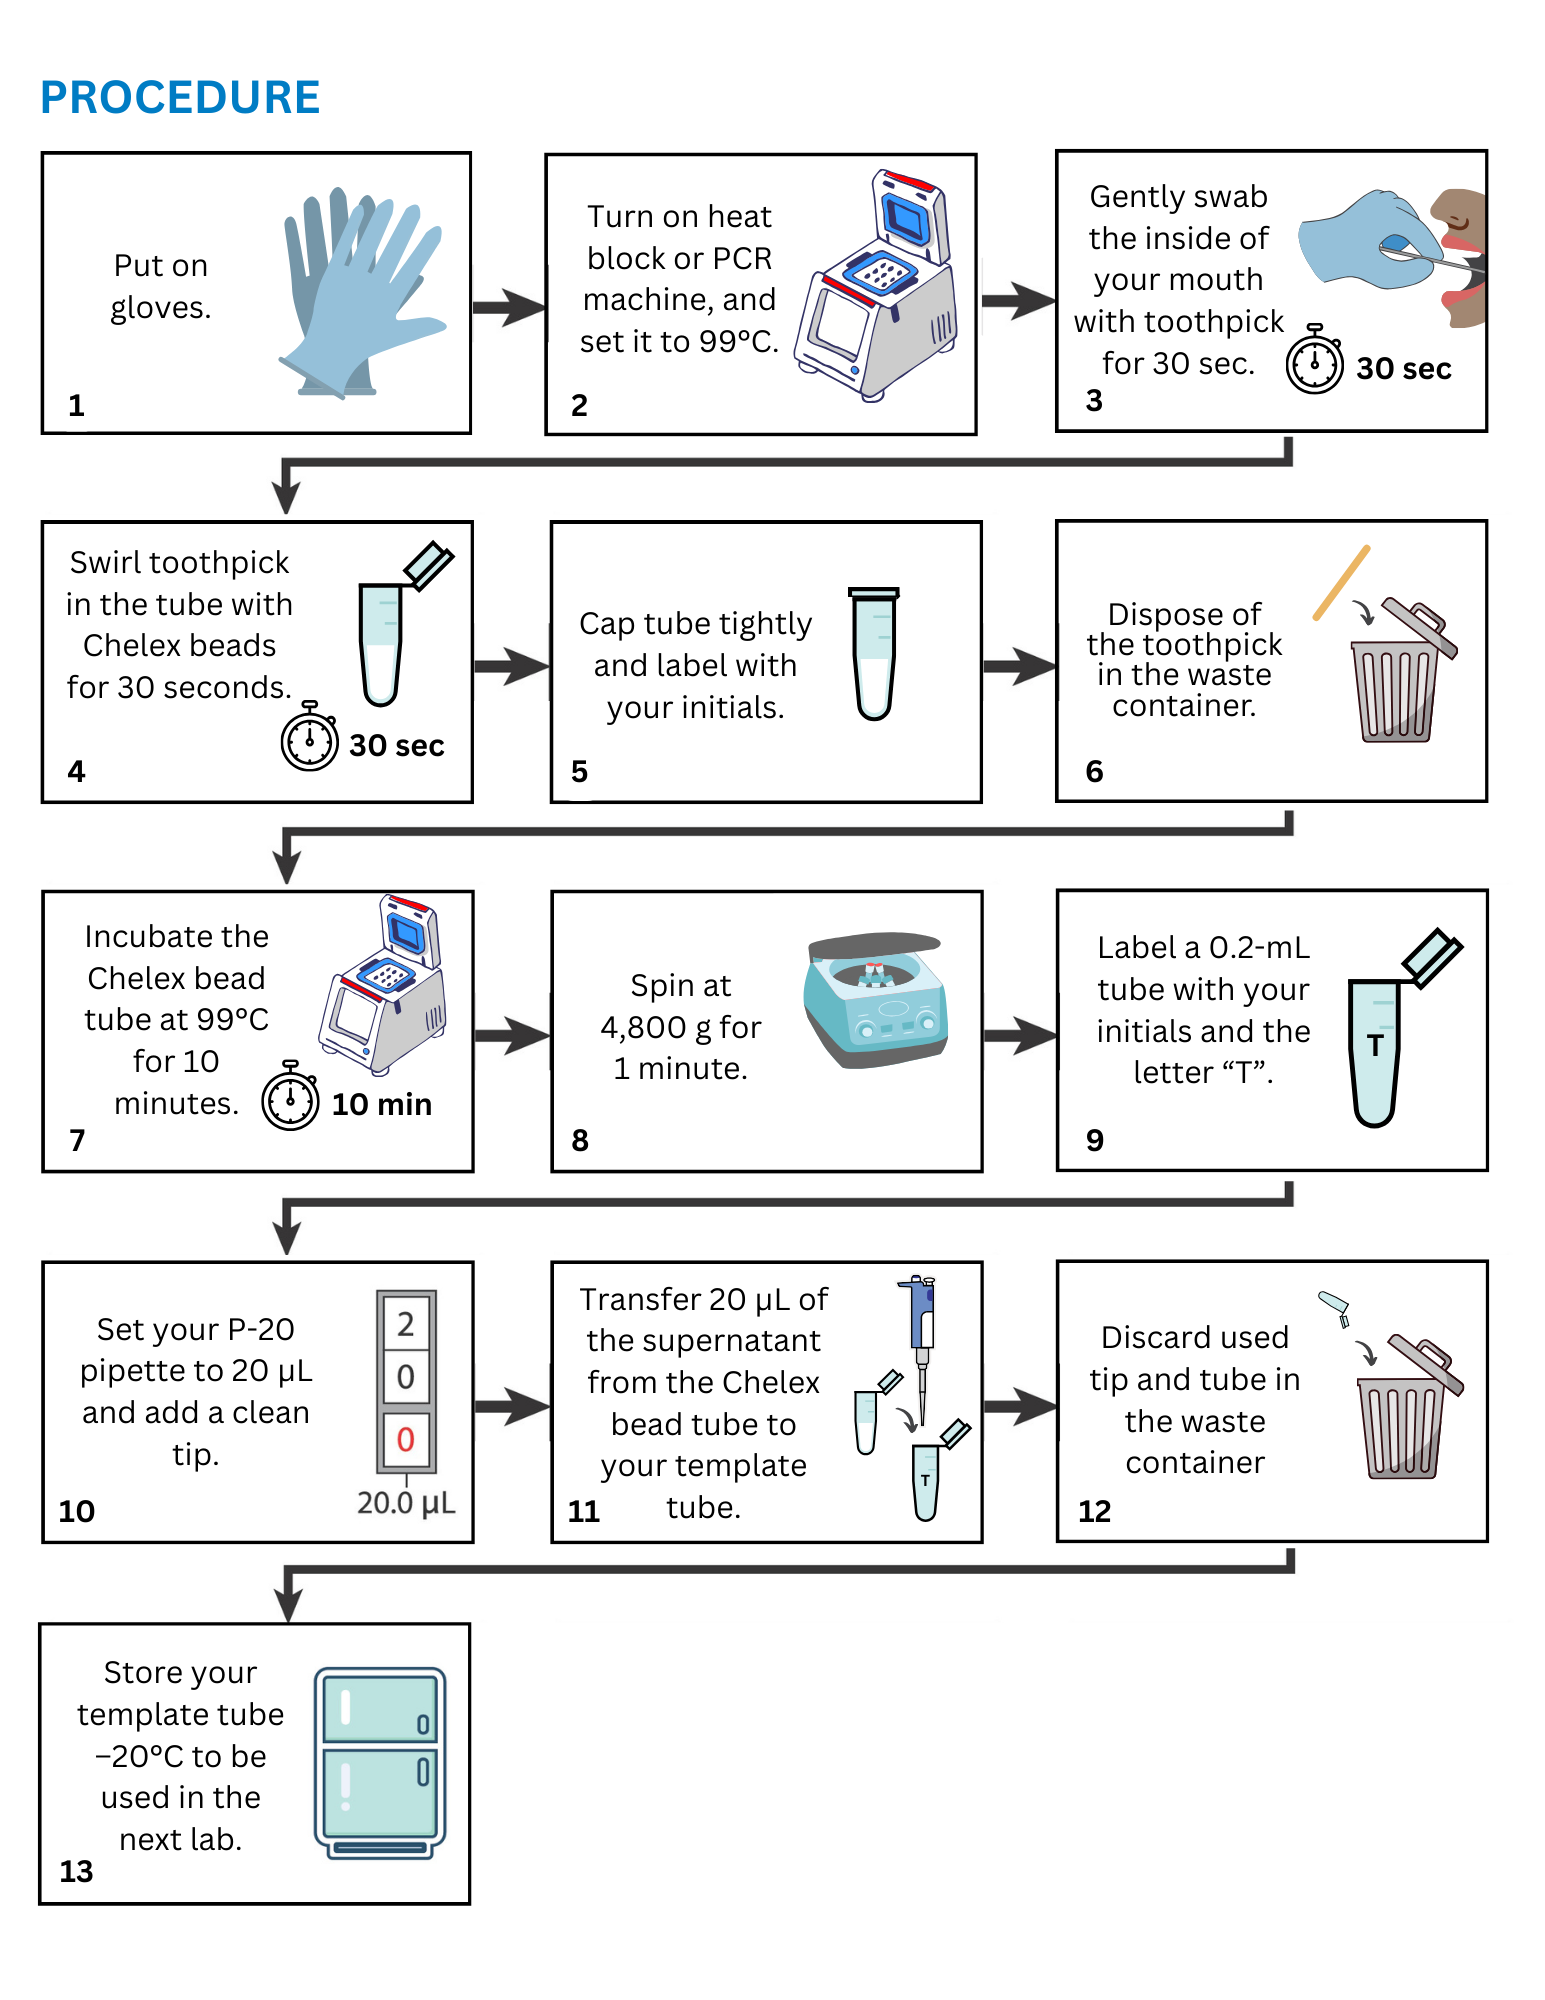 PROCEDURE
Put on
gloves.
1
Turn on heat
block or PCR
machine, and
set it to 99°C.
2
Gently swab
the inside of
your mouth
with toothpick
for 30 sec.
30 sec
3
Swirl toothpick
in the tube with
Chelex beads
for 30 seconds.
30 sec
4
Cap tube tightly
and label with
your initials.
5
Dispose of
the toothpick
in the waste
container.
6
Incubate the
Chelex bead
tube at 99°C
for 10
minutes.
10 min
7
Spin at
4,800 g for
1 minute.
8
Label a 0.2-mL
tube with your
initials and the
letter “T”.
T
9
Set your P-20
pipette to 20 µL
and add a clean
tip.
2
0
0
20.0 µL
10
Transfer 20 µL of
the supernatant
from the Chelex
bead tube to
your template
tube.
T
11
Discard used
tip and tube in
the waste
container
12
Store your
template tube
–20°C to be
used in the
next lab.
13